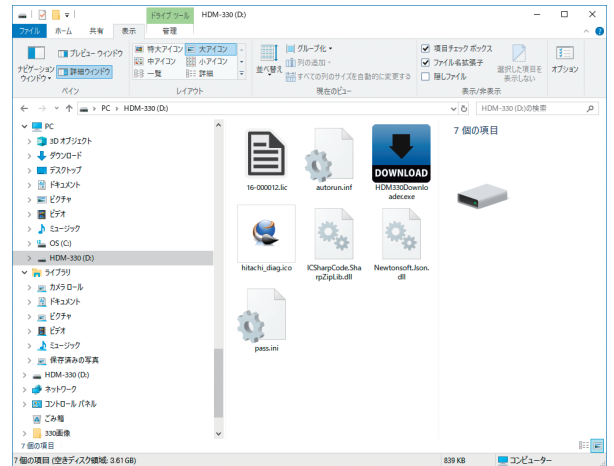 ドライブ ツール
HDM-330 (D:)
ファイル
ホーム
共有
表示
管理
ナビゲーション
ウィンドウ
プレビュー ウィンドウ
詳細ウィンドウ
ペイン
特大アイコン
大アイコン
中アイコン
小アイコン
一覧
詳細
レイアウト
並べ替え
グループ化
列の追加
すべての列のサイズを自動的に変更する
現在のビュー
項目チェック ボックス
ファイル名拡張子
隠しファイル
選択した項目を
表示しない
表示/非表示
オプション
PC > HDM-330 (D:)
HDM-330 (D:)の検索
PC
3D オブジェクト
ダウンロード
デスクトップ
ドキュメント
ピクチャ
ビデオ
ミュージック
OS (C:)
HDM-330 (D:)
ライブラリ
カメラロール
ドキュメント
ピクチャ
ビデオ
ミュージック
保存済みの写真
HDM-330 (D:)
ネットワーク
コントロール パネル
ごみ箱
330画像
16-000012.lic
autorun.inf
DOWNLOAD
HDM330Downlo
ader.exe
hitachi_diag.ico
ICSharpCode.Sha
rpZipLib.dll
Newtonsoft.Json.
dll
pass.ini
7 個の項目
7 個の項目
7 個の項目 (空きディスク領域: 3.61 GB)
839 KB
コンピューター